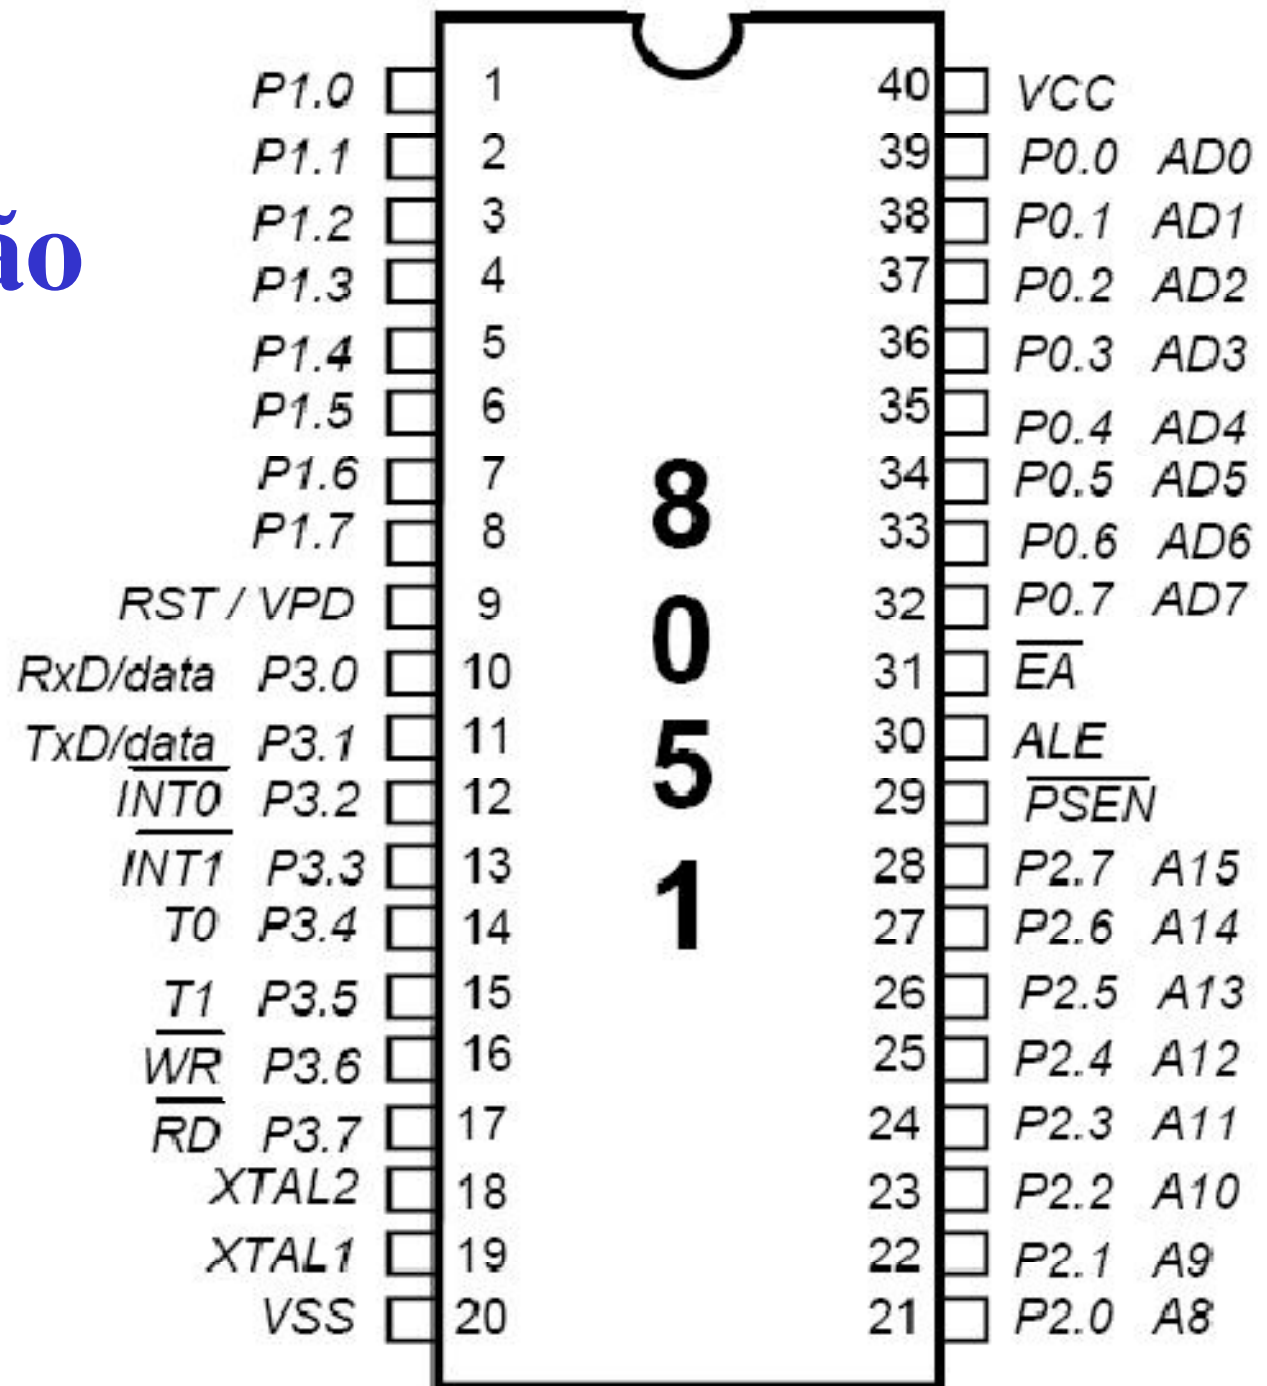 P1.0 1 40 VCC
P1.1 2 39 P0.0 AD0
P1.2 3 38 P0.1 AD1
ão
P1.3 4 37 P0.2 AD2
P1.4 5 36 P0.3 AD3
P1.5 6 35 P0.4 AD4
P1.6 7 34 P0.5 AD5
P1.7 8 33 P0.6 AD6
RST / VPD 9 32 P0.7 AD7
RxD/data P3.0 10 31 E̅A̅
TxD/data P3.1 11 30 ALE
I̅N̅T̅0̅ P3.2 12 29 P̅S̅E̅N̅
I̅N̅T̅1̅ P3.3 13 28 P2.7 A15
T0 P3.4 14 27 P2.6 A14
T1 P3.5 15 26 P2.5 A13
W̅R̅ P3.6 16 25 P2.4 A12
R̅D̅ P3.7 17 24 P2.3 A11
XTAL2 18 23 P2.2 A10
XTAL1 19 22 P2.1 A9
VSS 20 21 P2.0 A8
8
0
5
1